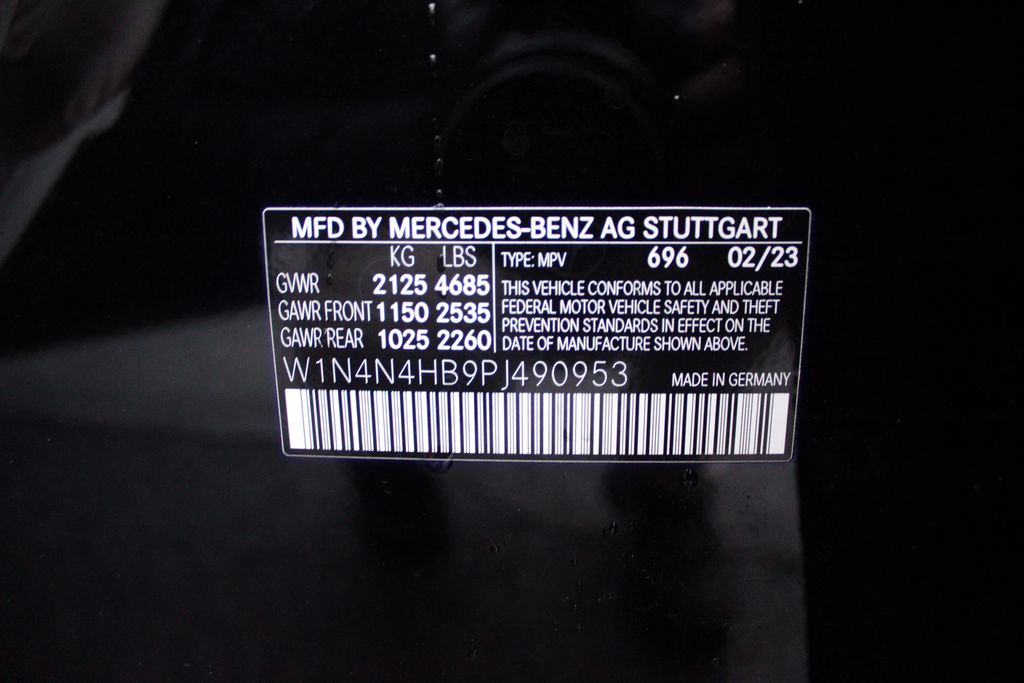 MFD BY MERCEDES-BENZ AG STUTTGART
KG LBS
GVWR 2125 4685
GAWR FRONT 1150 2535
GAWR REAR 1025 2260
TYPE: MPV 696 02/23
THIS VEHICLE CONFORMS TO ALL APPLICABLE
FEDERAL MOTOR VEHICLE SAFETY AND THEFT
PREVENTION STANDARDS IN EFFECT ON THE
DATE OF MANUFACTURE SHOWN ABOVE.
W1N4N4HB9PJ490953 MADE IN GERMANY